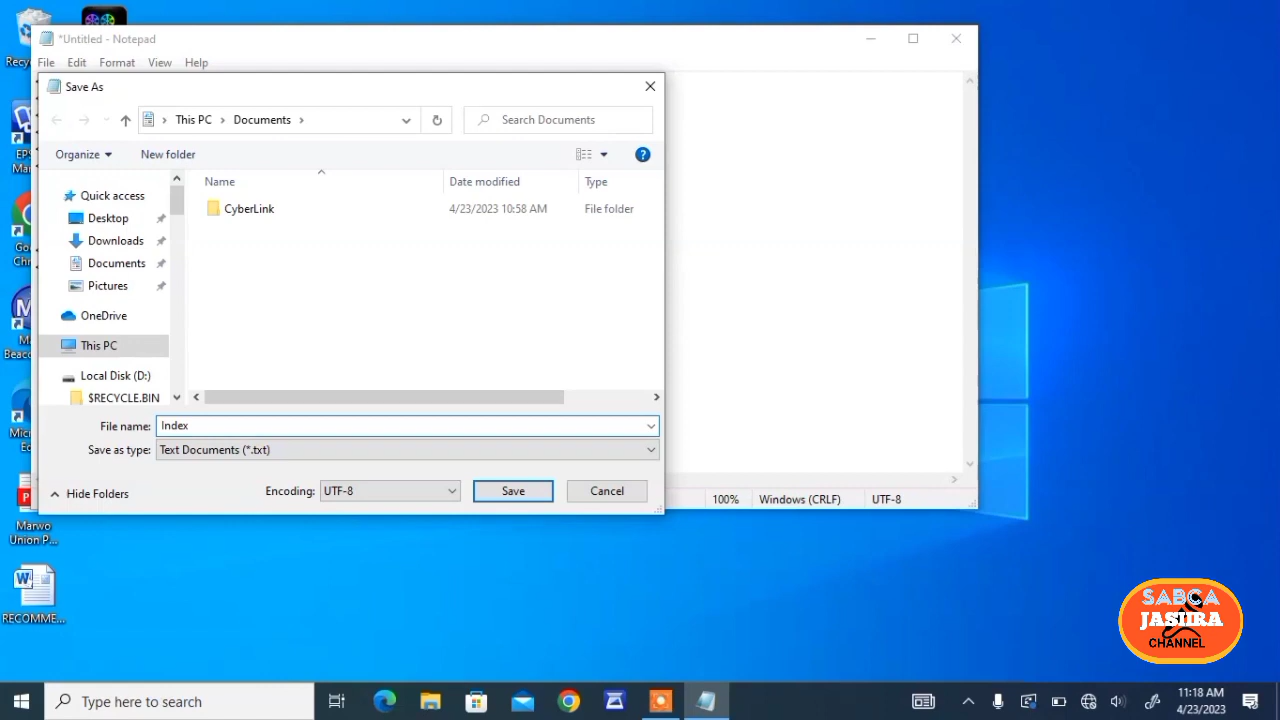 *Untitled - Notepad
File Edit Format View Help
Save As
This PC Documents
Search Documents
Organize New folder
Name Date modified Type
Quick access
CyberLink 4/23/2023 10:58 AM File folder
Desktop
Downloads
Documents
Pictures
OneDrive
This PC
Local Disk (D:)
$RECYCLE.BIN
File name: Index
Save as type: Text Documents (*.txt)
Hide Folders Encoding: UTF-8 Save Cancel
100% Windows (CRLF) UTF-8
Marwo
Union P...
RECOMME...
SABCA
JASIIRA
CHANNEL
Type here to search
11:18 AM
4/23/2023